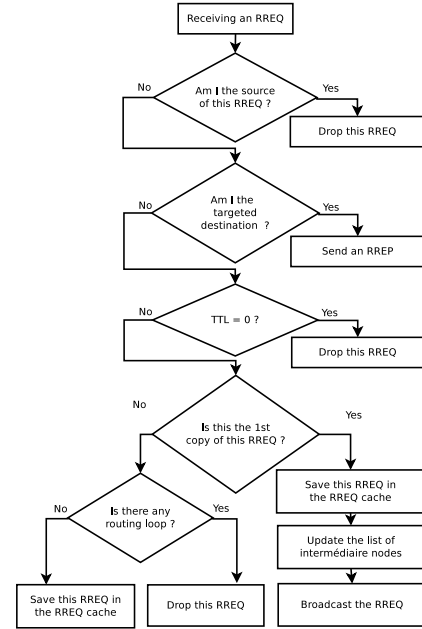 Receiving an RREQ
Am I the source
of this RREQ ?
No
Yes
Drop this RREQ
Am I the
targeted
destination ?
No
Yes
Send an RREP
TTL = 0 ?
No
Yes
Drop this RREQ
Is this the 1st
copy of this RREQ ?
No
Yes
Save this RREQ in
the RREQ cache
Is there any
routing loop ?
No
Yes
Update the list of
intermédiaire nodes
Save this RREQ in
the RREQ cache
Drop this RREQ
Broadcast the RREQ